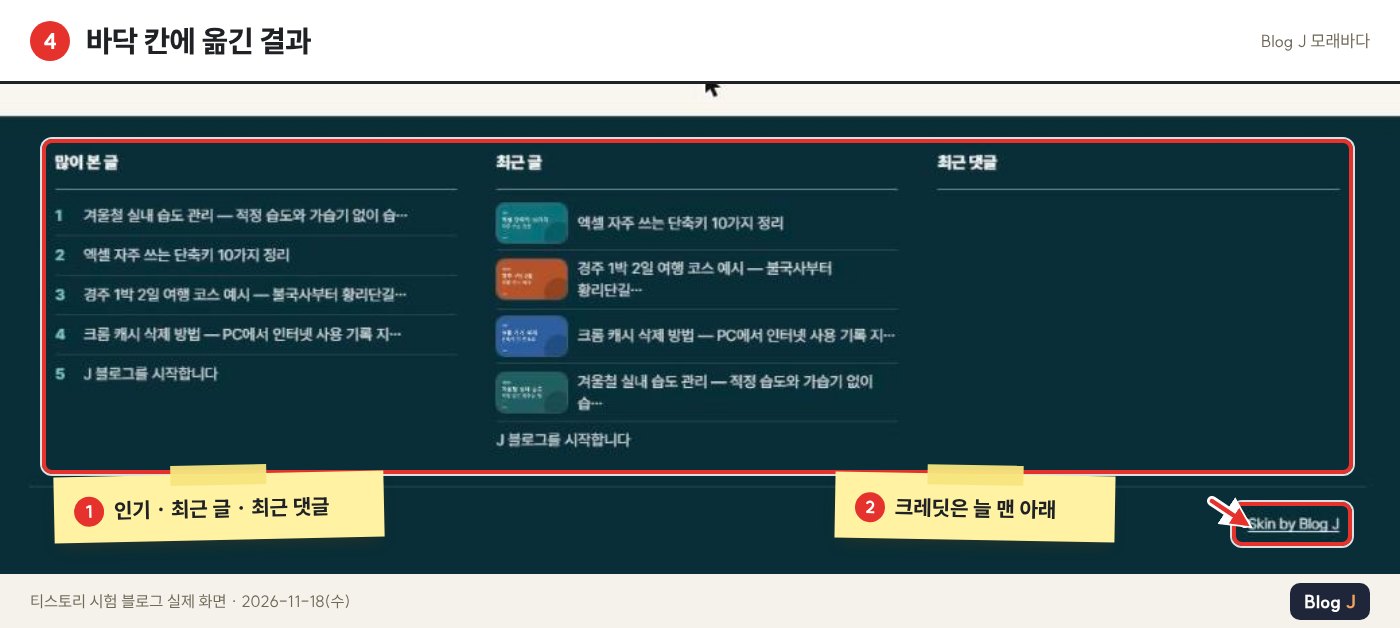 4 바닥 칸에 옮긴 결과
Blog J 모래바다
많이 본 글
1 겨울철 실내 습도 관리 — 적정 습도와 가습기 없이 습…
2 엑셀 자주 쓰는 단축키 10가지 정리
3 경주 1박 2일 여행 코스 예시 — 불국사부터 황리단길…
4 크롬 캐시 삭제 방법 — PC에서 인터넷 사용 기록 지…
5 J 블로그를 시작합니다
최근 글
엑셀 자주 쓰는 단축키 10가지 정리
경주 1박 2일 여행 코스 예시 — 불국사부터
황리단길…
크롬 캐시 삭제 방법 — PC에서 인터넷 사용 기록 지…
겨울철 실내 습도 관리 — 적정 습도와 가습기 없이
습…
J 블로그를 시작합니다
최근 댓글
1 인기 · 최근 글 · 최근 댓글
2 크레딧은 늘 맨 아래
Skin by Blog J
티스토리 시험 블로그 실제 화면 · 2026-11-18(수)
Blog J